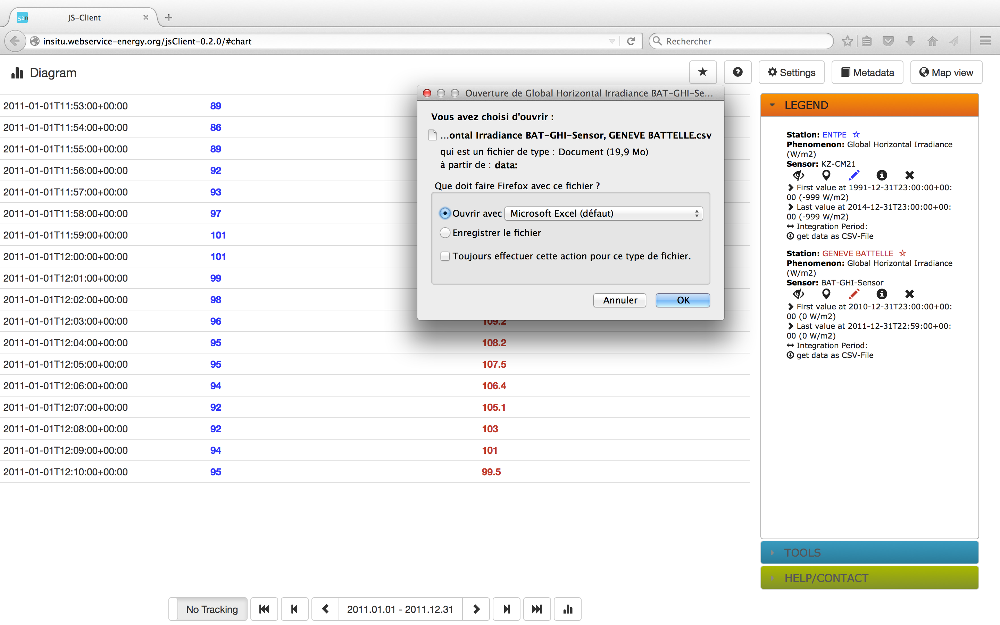 52n JS-Client
insitu.webservice-energy.org/jsClient-0.2.0/#chart
Rechercher
Diagram
Settings
Metadata
Map view
2011-01-01T11:53:00+00:00 89
2011-01-01T11:54:00+00:00 86
2011-01-01T11:55:00+00:00 89
2011-01-01T11:56:00+00:00 92
2011-01-01T11:57:00+00:00 93
2011-01-01T11:58:00+00:00 97
2011-01-01T11:59:00+00:00 101
2011-01-01T12:00:00+00:00 101
2011-01-01T12:01:00+00:00 99
2011-01-01T12:02:00+00:00 98
2011-01-01T12:03:00+00:00 96 109.2
2011-01-01T12:04:00+00:00 95 108.2
2011-01-01T12:05:00+00:00 95 107.5
2011-01-01T12:06:00+00:00 94 106.4
2011-01-01T12:07:00+00:00 92 105.1
2011-01-01T12:08:00+00:00 92 103
2011-01-01T12:09:00+00:00 94 101
2011-01-01T12:10:00+00:00 95 99.5
Ouverture de Global Horizontal Irradiance BAT-GHI-Se...
Vous avez choisi d'ouvrir :
...ontal Irradiance BAT-GHI-Sensor, GENEVE BATTELLE.csv
qui est un fichier de type : Document (19,9 Mo)
à partir de : data:
Que doit faire Firefox avec ce fichier ?
Ouvrir avec Microsoft Excel (défaut)
Enregistrer le fichier
Toujours effectuer cette action pour ce type de fichier.
Annuler OK
LEGEND
Station: ENTPE
Phenomenon: Global Horizontal Irradiance
(W/m2)
Sensor: KZ-CM21
First value at 1991-12-31T23:00:00+00:
00 (-999 W/m2)
Last value at 2014-12-31T23:00:00+00:
00 (-999 W/m2)
Integration Period:
get data as CSV-File
Station: GENEVE BATTELLE
Phenomenon: Global Horizontal Irradiance
(W/m2)
Sensor: BAT-GHI-Sensor
First value at 2010-12-31T23:00:00+00:
00 (0 W/m2)
Last value at 2011-12-31T22:59:00+00:
00 (0 W/m2)
Integration Period:
get data as CSV-File
TOOLS
HELP/CONTACT
No Tracking
2011.01.01 - 2011.12.31